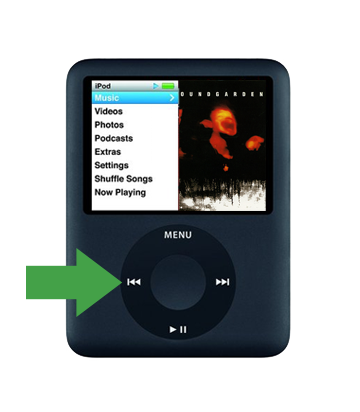 iPod
Music
Videos
Photos
Podcasts
Extras
Settings
Shuffle Songs
Now Playing
SOUNDGARDEN
MENU